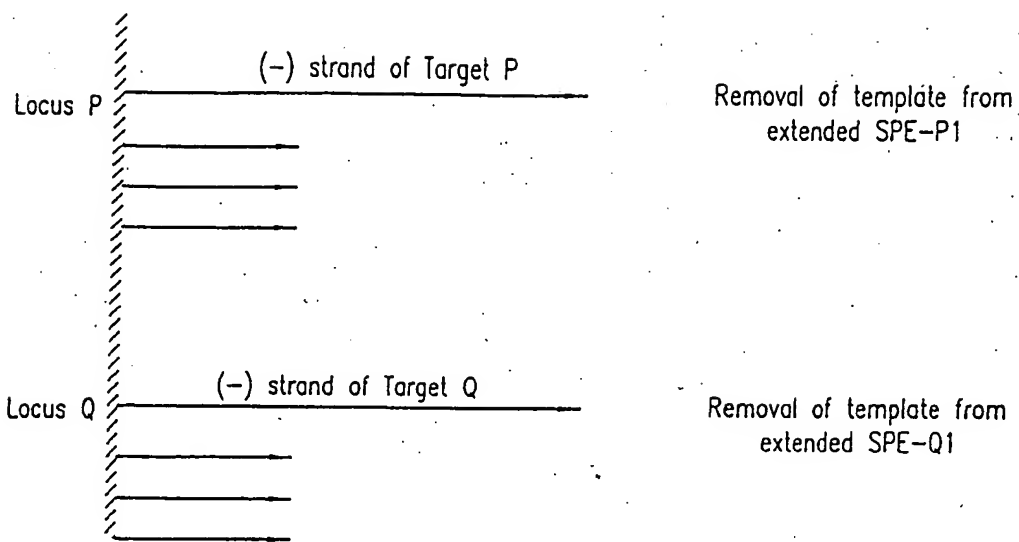 (-) strand of Target P
Locus P
Removal of template from
extended SPE-P1
(-) strand of Target Q
Locus Q
Removal of template from
extended SPE-Q1